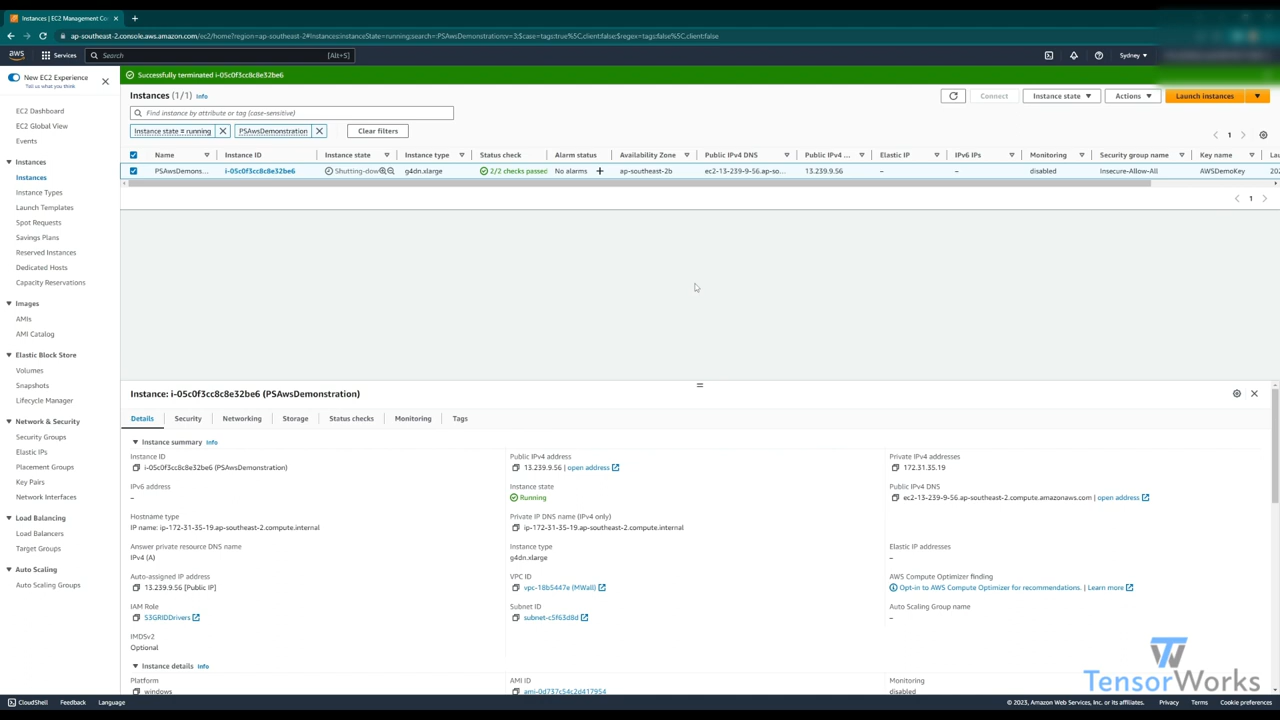 Instances | EC2 Management Co
ap-southeast-2.console.aws.amazon.com/ec2/home?region=ap-southeast-2#Instances:instanceState=running;search=:PSAwsDemonstration;v=3;$case=tags:true%5C,client:false;$regex=tags:false%5C,client:false
aws Services Search [Alt+S] Sydney
New EC2 Experience
Tell us what you think
EC2 Dashboard
EC2 Global View
Events
Instances
Instances
Instance Types
Launch Templates
Spot Requests
Savings Plans
Reserved Instances
Dedicated Hosts
Capacity Reservations
Images
AMIs
AMI Catalog
Elastic Block Store
Volumes
Snapshots
Lifecycle Manager
Network & Security
Security Groups
Elastic IPs
Placement Groups
Key Pairs
Network Interfaces
Load Balancing
Load Balancers
Target Groups
Auto Scaling
Auto Scaling Groups
Successfully terminated i-05c0f3cc8c8e32be6
Instances (1/1) Info Connect Instance state Actions Launch instances
Find instance by attribute or tag (case-sensitive)
Instance state = running PSAwsDemonstration Clear filters
1
Name Instance ID Instance state Instance type Status check Alarm status Availability Zone Public IPv4 DNS Public IPv4 ... Elastic IP IPv6 IPs Monitoring Security group name Key name Lau
PSAwsDemons... i-05c0f3cc8c8e32be6 Shutting-dow g4dn.xlarge 2/2 checks passed No alarms + ap-southeast-2b ec2-13-239-9-56.ap-so... 13.239.9.56 – – disabled Insecure-Allow-All AWSDemoKey 202
1
Instance: i-05c0f3cc8c8e32be6 (PSAwsDemonstration)
Details Security Networking Storage Status checks Monitoring Tags
Instance summary Info
Instance ID Public IPv4 address Private IPv4 addresses
i-05c0f3cc8c8e32be6 (PSAwsDemonstration) 13.239.9.56 | open address 172.31.35.19
IPv6 address Instance state Public IPv4 DNS
– Running ec2-13-239-9-56.ap-southeast-2.compute.amazonaws.com | open address
Hostname type Private IP DNS name (IPv4 only)
IP name: ip-172-31-35-19.ap-southeast-2.compute.internal ip-172-31-35-19.ap-southeast-2.compute.internal
Answer private resource DNS name Instance type Elastic IP addresses
IPv4 (A) g4dn.xlarge –
Auto-assigned IP address VPC ID AWS Compute Optimizer finding
13.239.9.56 [Public IP] vpc-18b5447e (MWall) Opt-in to AWS Compute Optimizer for recommendations. | Learn more
IAM Role Subnet ID Auto Scaling Group name
S3GRIDDrivers subnet-c5f63d8d –
IMDSv2
Optional
Instance details Info
Platform AMI ID Monitoring
windows ami-0d737c54c2d417954 disabled
TensorWorks
CloudShell Feedback Language © 2023, Amazon Web Services, Inc. or its affiliates. Privacy Terms Cookie preferences